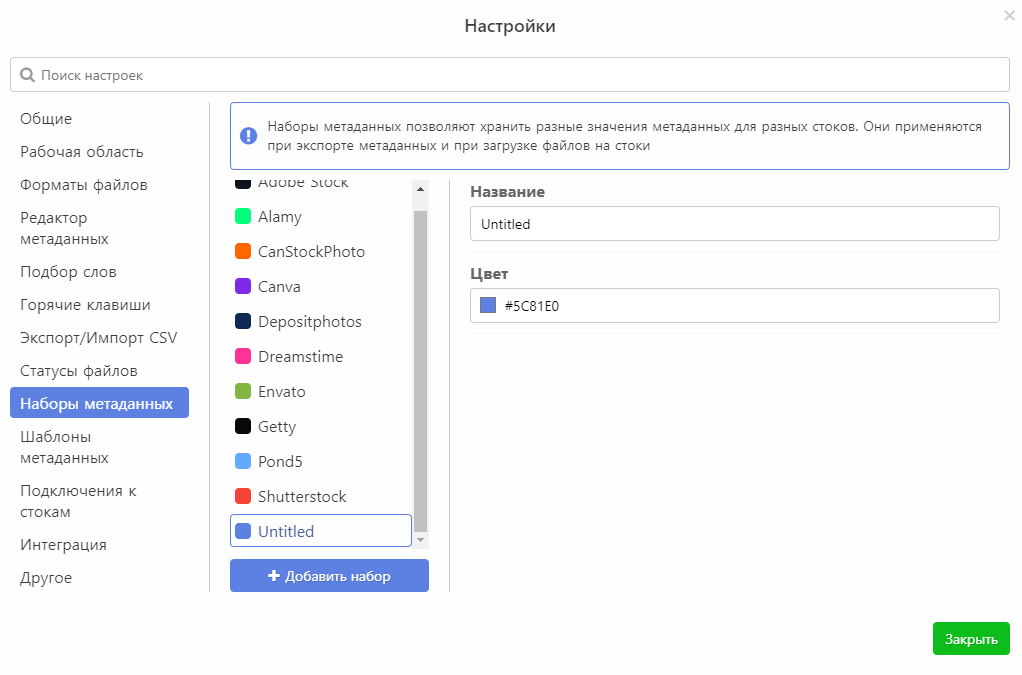 Настройки
Поиск настроек
Общие
Рабочая область
Форматы файлов
Редактор
метаданных
Подбор слов
Горячие клавиши
Экспорт/Импорт CSV
Статусы файлов
Наборы метаданных
Шаблоны
метаданных
Подключения к
стокам
Интеграция
Другое
Наборы метаданных позволяют хранить разные значения метаданных для разных стоков. Они применяются
при экспорте метаданных и при загрузке файлов на стоки
Adobe Stock
Alamy
CanStockPhoto
Canva
Depositphotos
Dreamstime
Envato
Getty
Pond5
Shutterstock
Untitled
Добавить набор
Название
Untitled
Цвет
#5C81E0
Закрыть